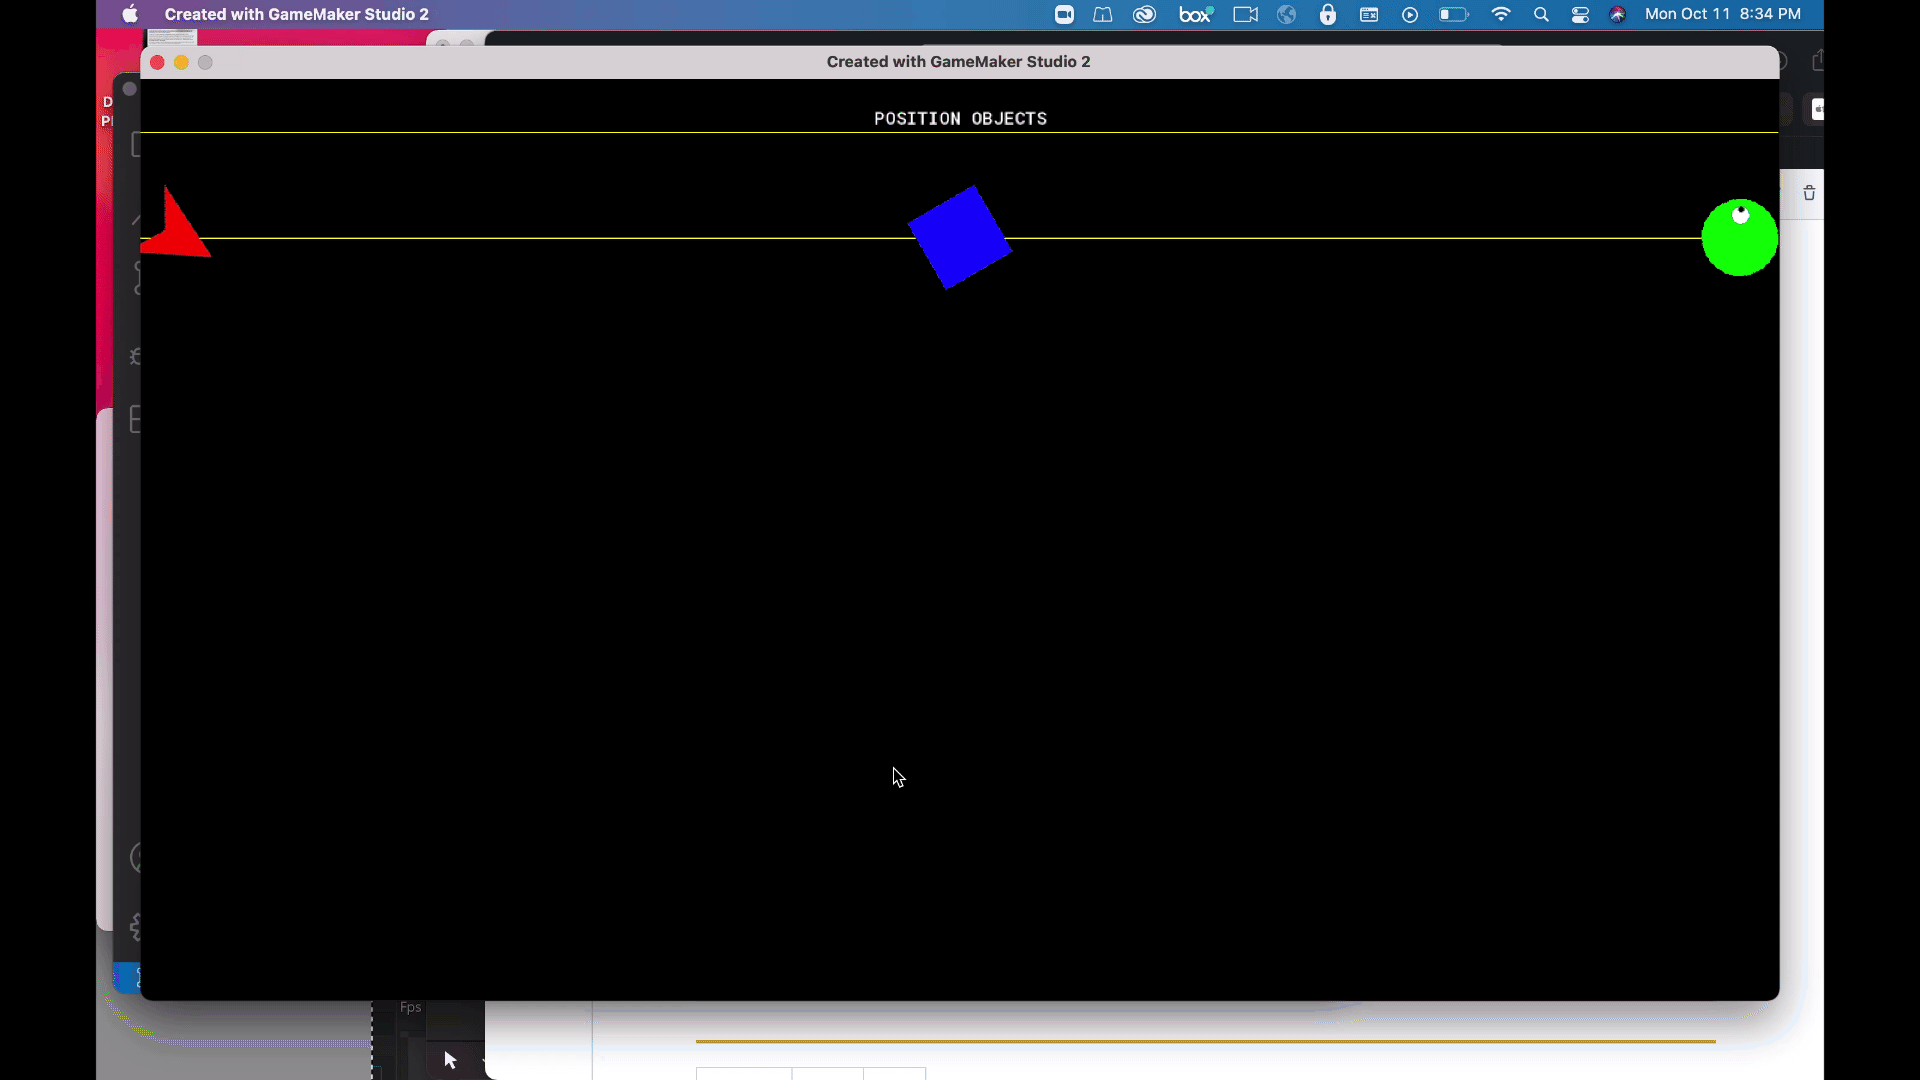 Created with GameMaker Studio 2
box
Mon Oct 11 8:34 PM
Created with GameMaker Studio 2
D
P
POSITION OBJECTS
Fps